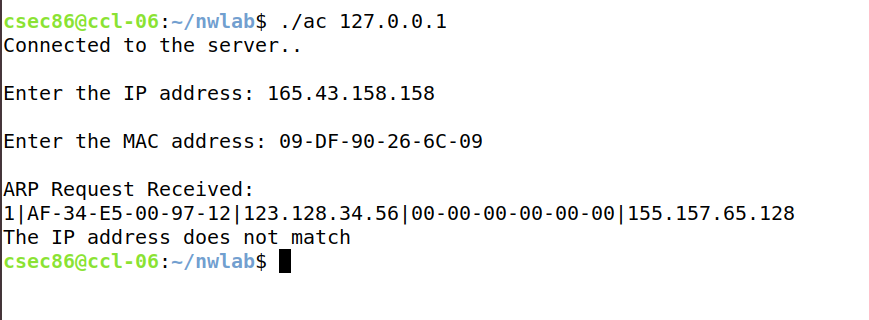 csec86@ccl-06:~/nwlab$ ./ac 127.0.0.1
Connected to the server..
Enter the IP address: 165.43.158.158
Enter the MAC address: 09-DF-90-26-6C-09
ARP Request Received:
1|AF-34-E5-00-97-12|123.128.34.56|00-00-00-00-00-00|155.157.65.128
The IP address does not match
csec86@ccl-06:~/nwlab$